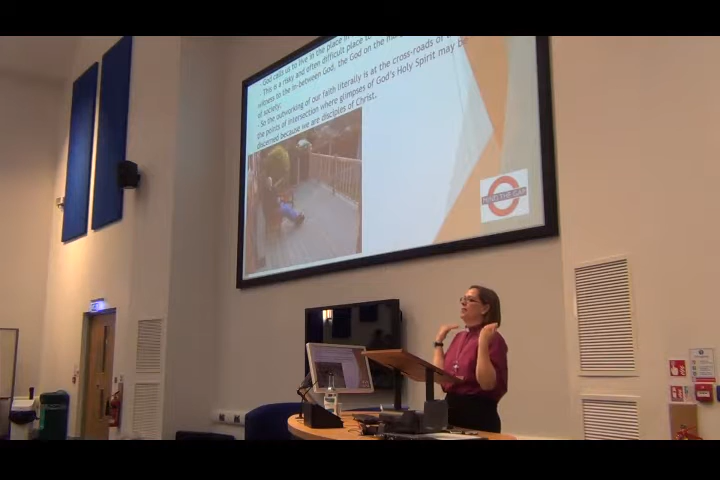 - God calls us to live in the place in
- This is a risky and often difficult place to
witness to the in-between God, the God on the
of society.
- So the outworking of our faith literally is at the cross-roads of
the points of intersection where glimpses of God's Holy Spirit may be
discerned because we are disciples of Christ.
MIND THE GAP